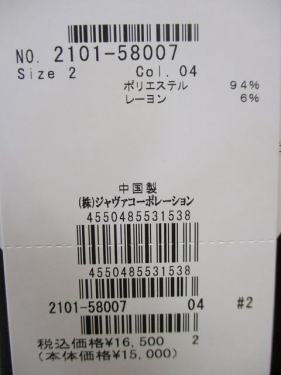 NO. 2101-58007
Size 2 Col. 04
ポリエステル 94%
レーヨン 6%
中国製
(株)ジャヴァコーポレーション
4550485531538
4550485531538
2101-58007 04 #2
税込価格¥16,500 2
(本体価格¥15,000)